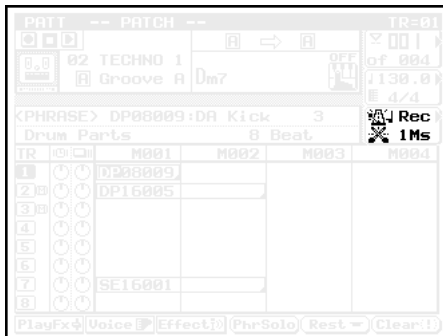 PATT -- PATCH -- TR=01
02 TECHNO 1 A ⇨ A OFF of 004
A Groove A Dm7 ♩130.0
4/4
<PHRASE> DP08009:DA Kick 3 Rec
Drum Parts 8 Beat 1Ms
TR M001 M002 M003 M004
1 DP08009
2 A DP16005
3 A
4
5
6
7 SE16001
8
PlayFx Voice Effect PhrSolo Rest Clear